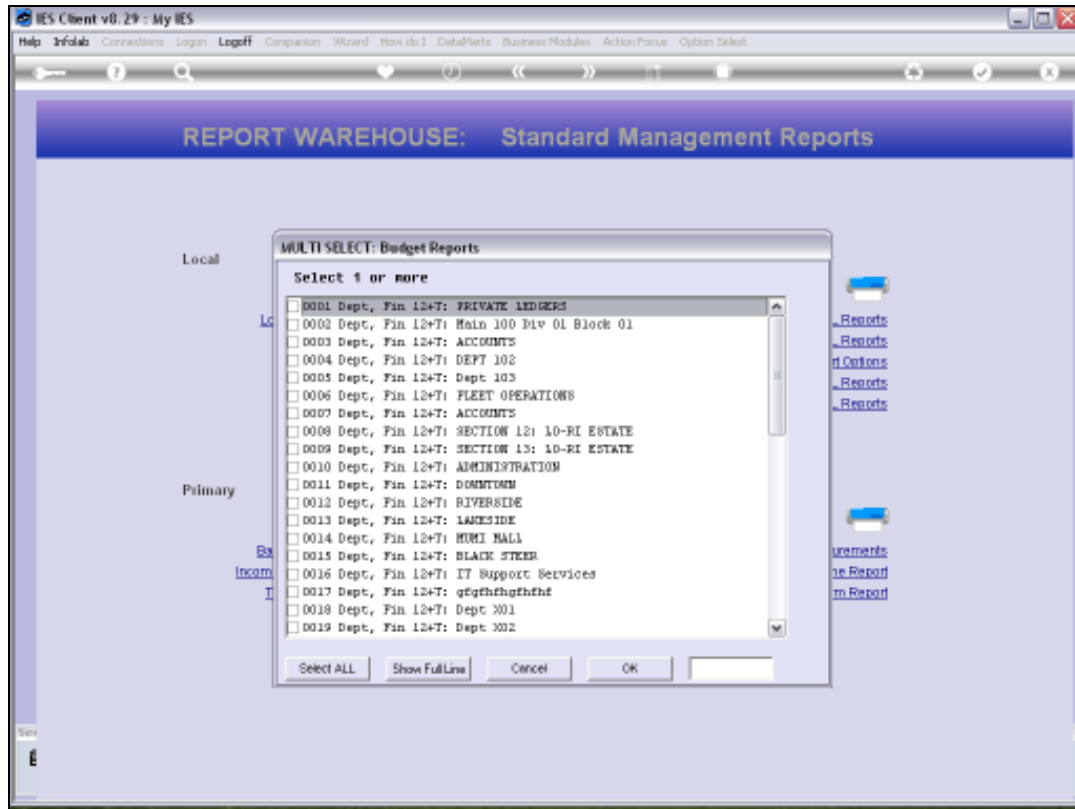 IES Client v8.29 : My IES
Help Infolab Connections Logon Logoff Companion Wizard How do I DataMarts Business Modules Action Focus Option Select
REPORT WAREHOUSE: Standard Management Reports
MULTI SELECT: Budget Reports
Local
Select 1 or more
0001 Dept, Fin 12+T: PRIVATE LEDGERS
0002 Dept, Fin 12+T: Main 100 Div 01 Block 01
Reports
0003 Dept, Fin 12+T: ACCOUNTS
Reports
0004 Dept, Fin 12+T: DEPT 102
Options
0005 Dept, Fin 12+T: Dept 103
Reports
0006 Dept, Fin 12+T: FLEET OPERATIONS
Reports
0007 Dept, Fin 12+T: ACCOUNTS
0008 Dept, Fin 12+T: SECTION 12: 10-RI ESTATE
0009 Dept, Fin 12+T: SECTION 13: 10-RI ESTATE
0010 Dept, Fin 12+T: ADMINISTRATION
Primary
0011 Dept, Fin 12+T: DOWNTOWN
0012 Dept, Fin 12+T: RIVERSIDE
0013 Dept, Fin 12+T: LAKESIDE
0014 Dept, Fin 12+T: MUMI MALL
0015 Dept, Fin 12+T: BLACK STEER
urements
0016 Dept, Fin 12+T: IT Support Services
Incom
ne Report
0017 Dept, Fin 12+T: gfgfhfhgfhfhf
m Report
0018 Dept, Fin 12+T: Dept X01
0019 Dept, Fin 12+T: Dept X02
Select ALL Show Full Line Cancel OK